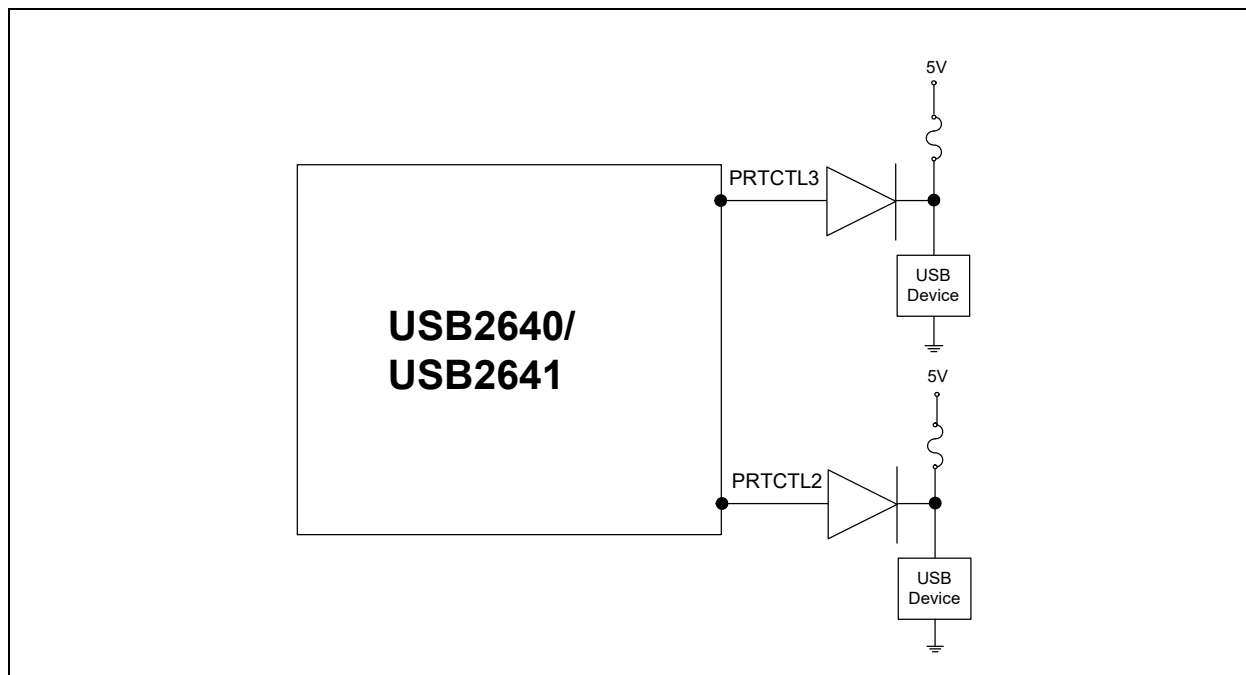 5V
PRTCTL3
USB
Device
USB2640/
USB2641
5V
PRTCTL2
USB
Device